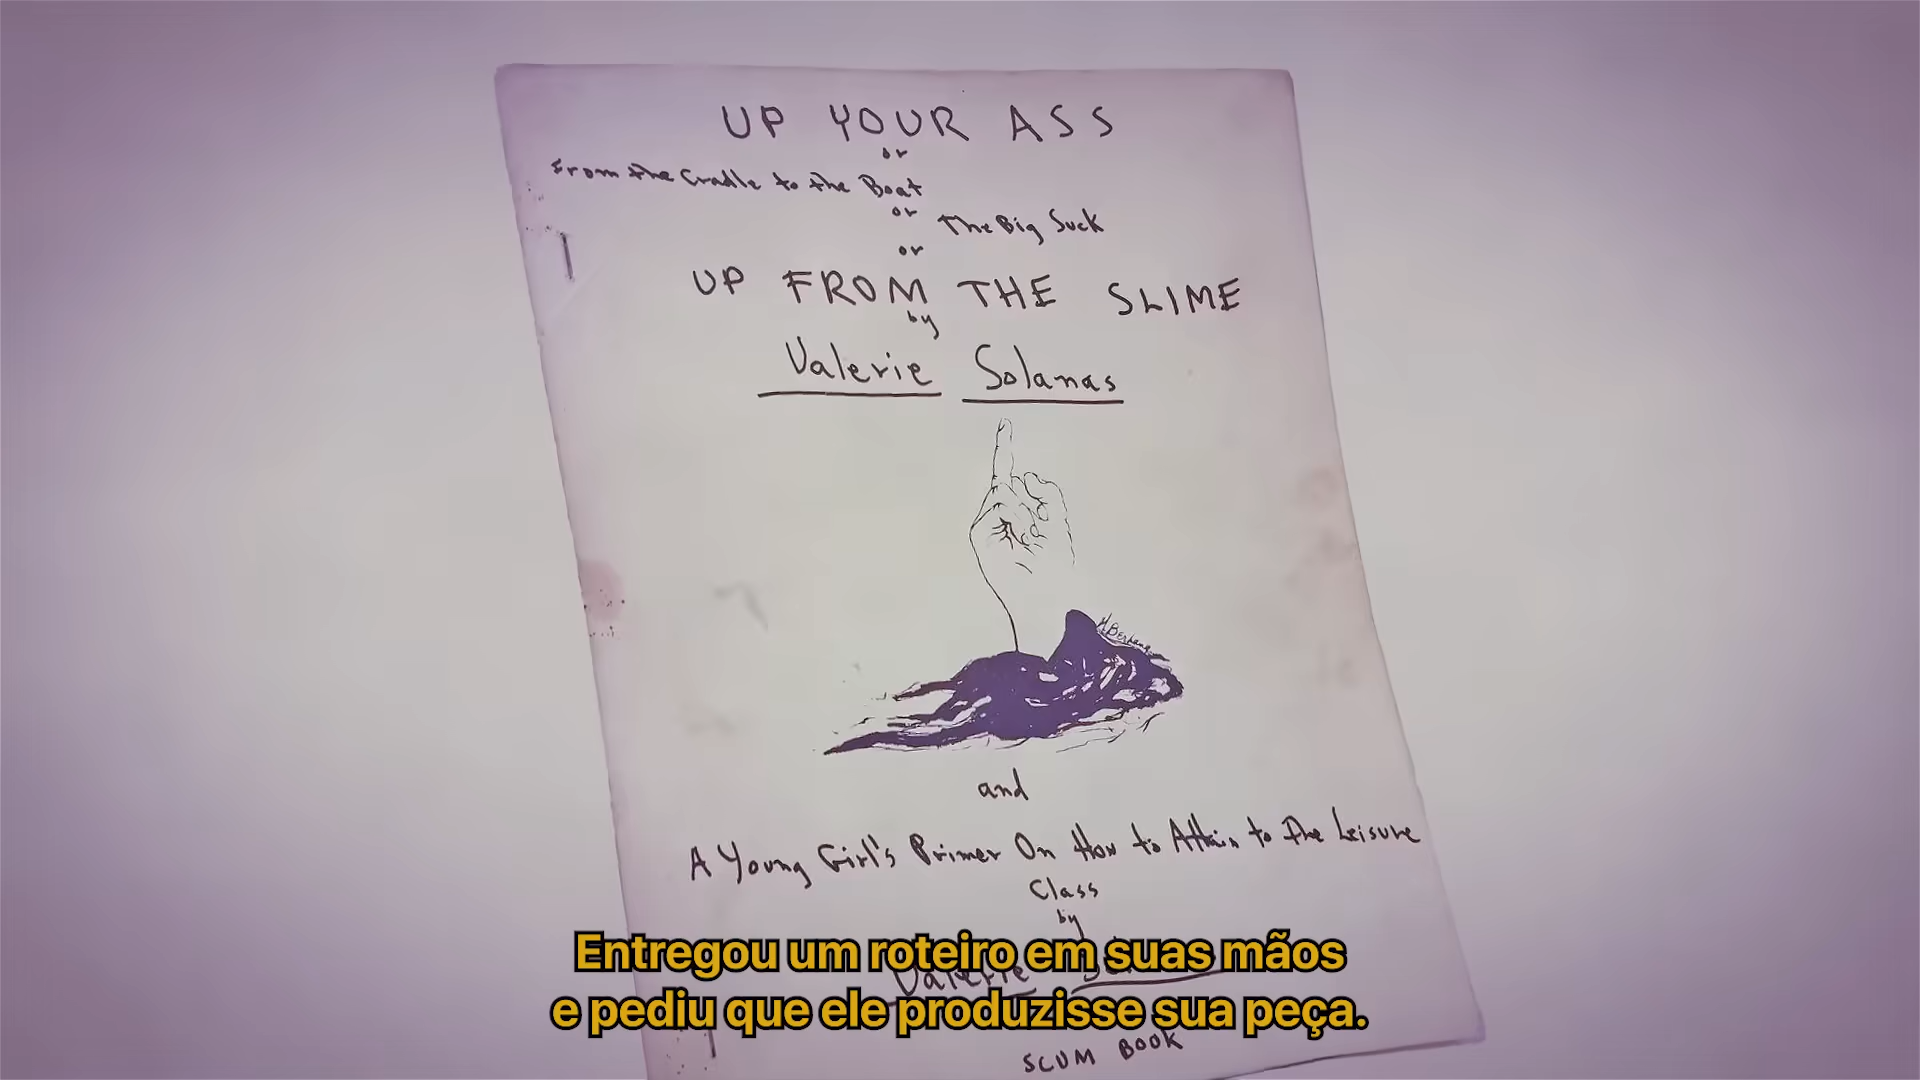 UP YOUR ASS
or
From the Cradle to the Boat
or
The Big Suck
or
UP FROM THE SLIME
by
Valerie Solanas
and
A Young Girl's Primer On How to Attain to the Leisure
Class
by
Valerie
Entregou um roteiro em suas mãos
e pediu que ele produzisse sua peça.
SCUM BOOK